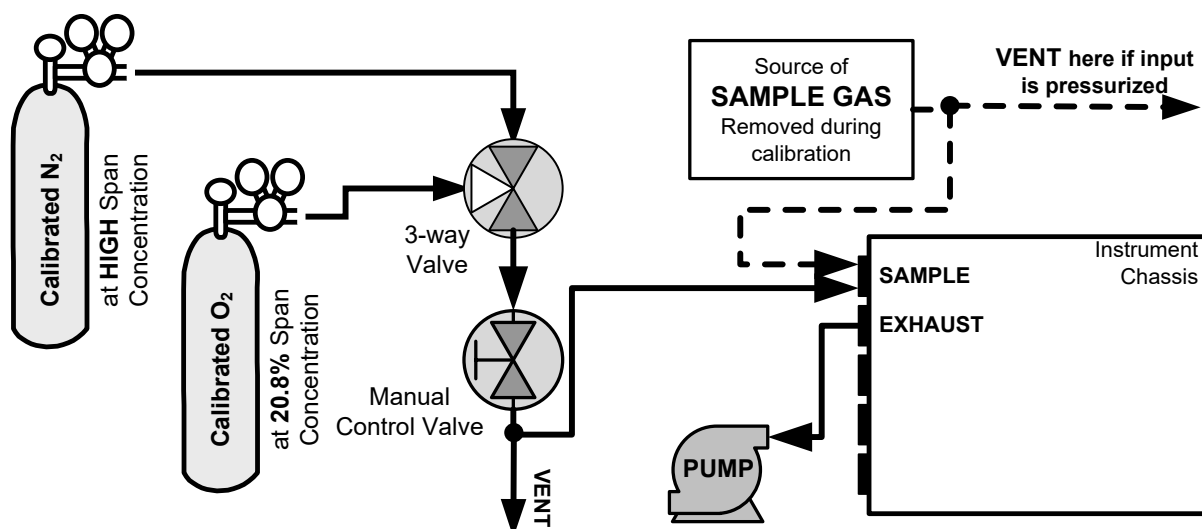 Calibrated N₂
at HIGH Span
Concentration
Calibrated O₂
at 20.8% Span
Concentration
3-way
Valve
Manual
Control Valve
VENT
Source of
SAMPLE GAS
Removed during
calibration
VENT here if input
is pressurized
Instrument
Chassis
SAMPLE
EXHAUST
PUMP